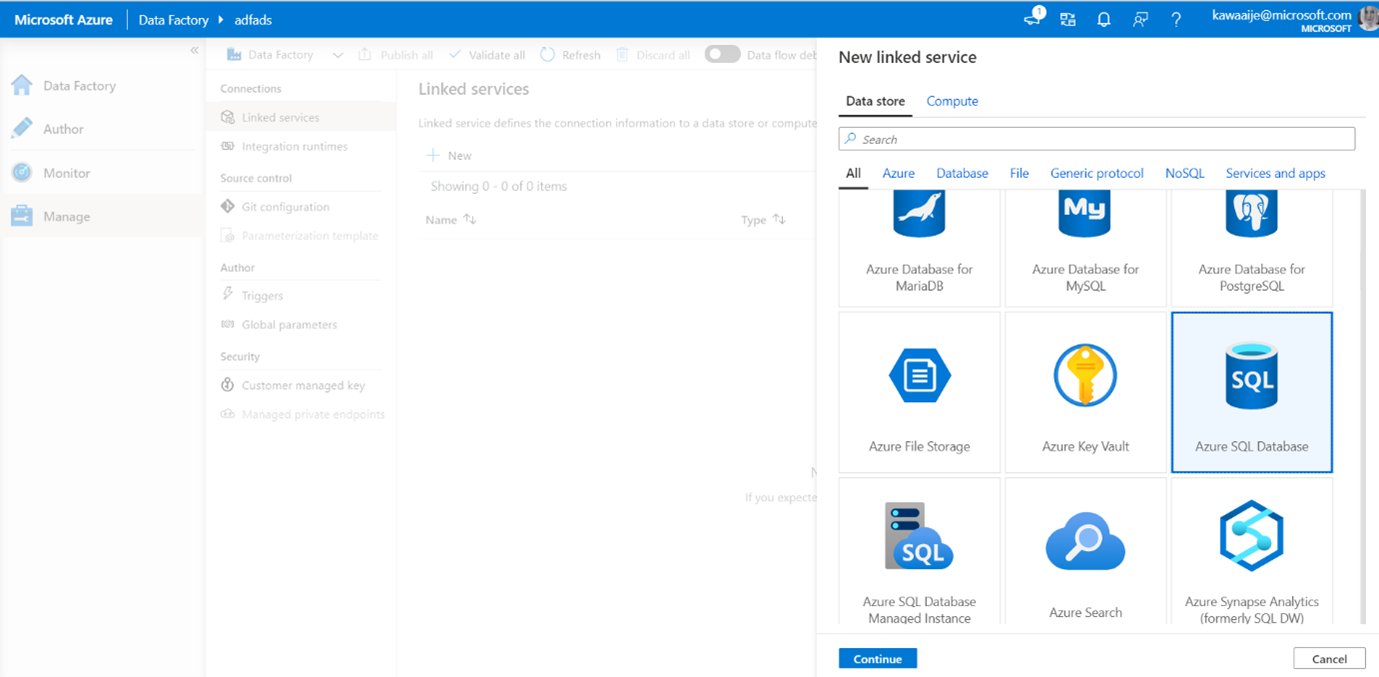 Microsoft Azure
Data Factory
adfads
1
kawaaije@microsoft.com
MICROSOFT
Data Factory
Author
Monitor
Manage
Data Factory
Publish all
Validate all
Refresh
Discard all
Data flow deb
Connections
Linked services
Integration runtimes
Source control
Git configuration
Parameterization template
Author
Triggers
Global parameters
Security
Customer managed key
Managed private endpoints
Linked services
Linked service defines the connection information to a data store or compute
New
Showing 0 - 0 of 0 items
Name
Type
If you expecte
New linked service
Data store
Compute
Search
All
Azure
Database
File
Generic protocol
NoSQL
Services and apps
My
Azure Database for
MariaDB
Azure Database for
MySQL
Azure Database for
PostgreSQL
Azure File Storage
Azure Key Vault
SQL
Azure SQL Database
SQL
Azure SQL Database
Managed Instance
Azure Search
Azure Synapse Analytics
(formerly SQL DW)
Continue
Cancel